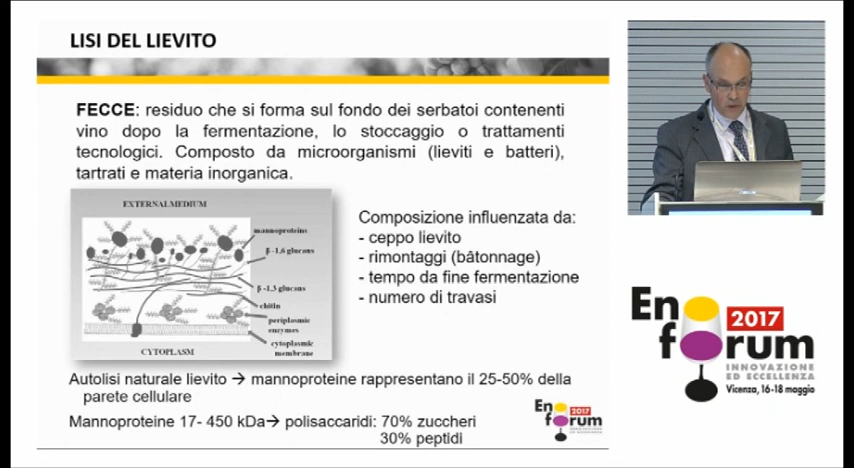 LISI DEL LIEVITO
FECCE: residuo che si forma sul fondo dei serbatoi contenenti
vino dopo la fermentazione, lo stoccaggio o trattamenti
tecnologici. Composto da microorganismi (lieviti e batteri),
tartrati e materia inorganica.
EXTERNALMEDIUM
mannoproteins
β -1,6 glucans
β -1,3 glucans
chitin
periplasmic
enzymes
cytoplasmic
membrane
CYTOPLASM
Composizione influenzata da:
- ceppo lievito
- rimontaggi (bâtonnage)
- tempo da fine fermentazione
- numero di travasi
Autolisi naturale lievito → mannoproteine rappresentano il 25-50% della
parete cellulare
Mannoproteine 17- 450 kDa→ polisaccaridi: 70% zuccheri
30% peptidi
Eno
2017
forum
Eno
2017
forum
INNOVAZIONE
ED ECCELLENZA
Vicenza, 16-18 maggio